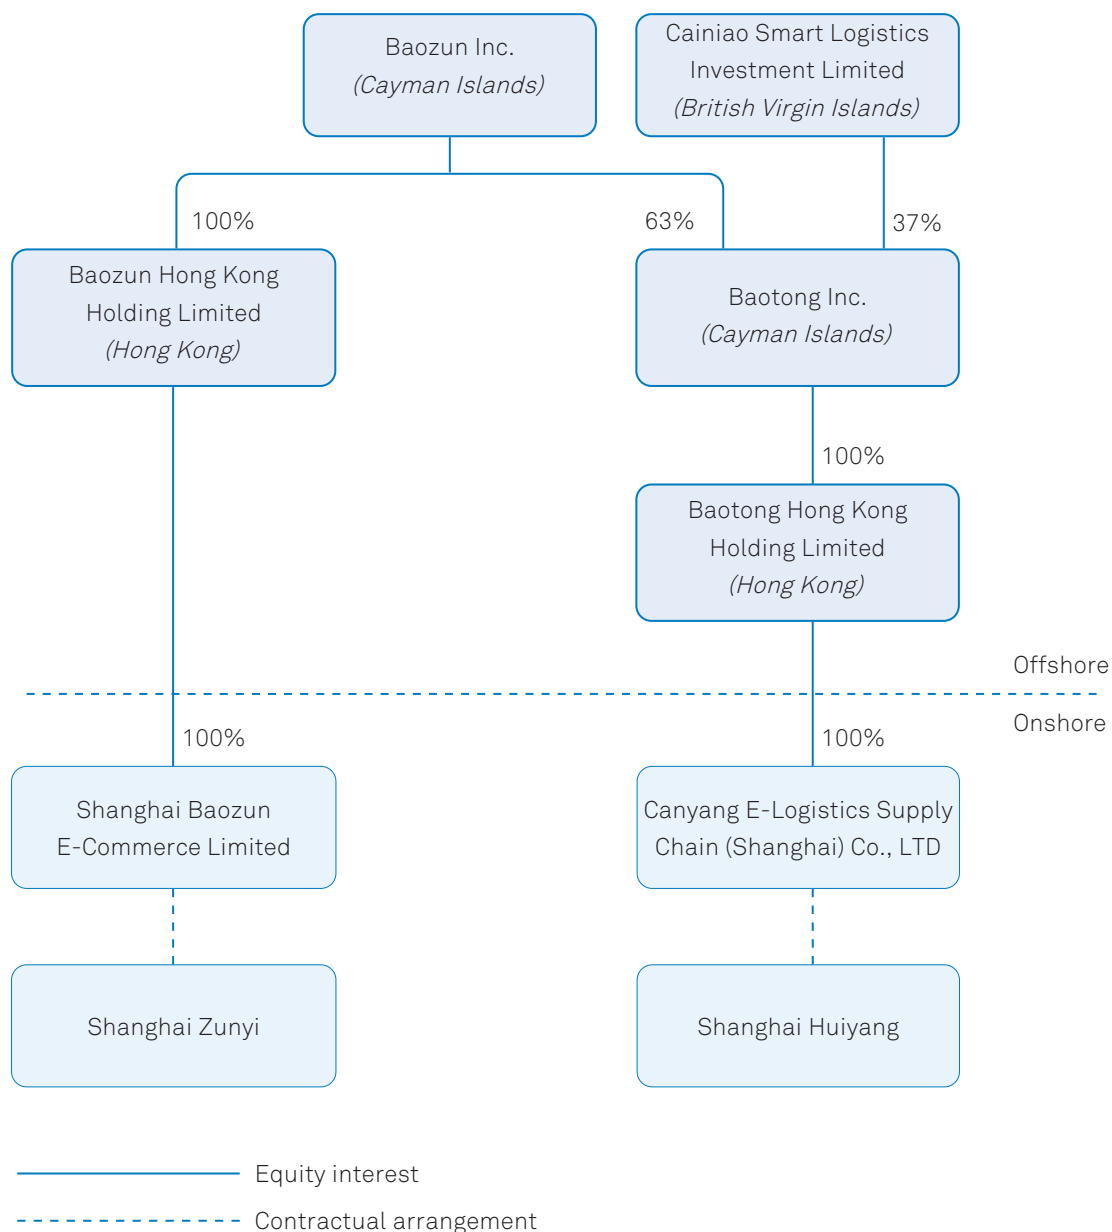 Baozun Inc.
(Cayman Islands)
Cainiao Smart Logistics
Investment Limited
(British Virgin Islands)
100%
63%
37%
Baozun Hong Kong
Holding Limited
(Hong Kong)
Baotong Inc.
(Cayman Islands)
100%
Baotong Hong Kong
Holding Limited
(Hong Kong)
Offshore
Onshore
100%
100%
Shanghai Baozun
E-Commerce Limited
Canyang E-Logistics Supply
Chain (Shanghai) Co., LTD
Shanghai Zunyi
Shanghai Huiyang
Equity interest
Contractual arrangement